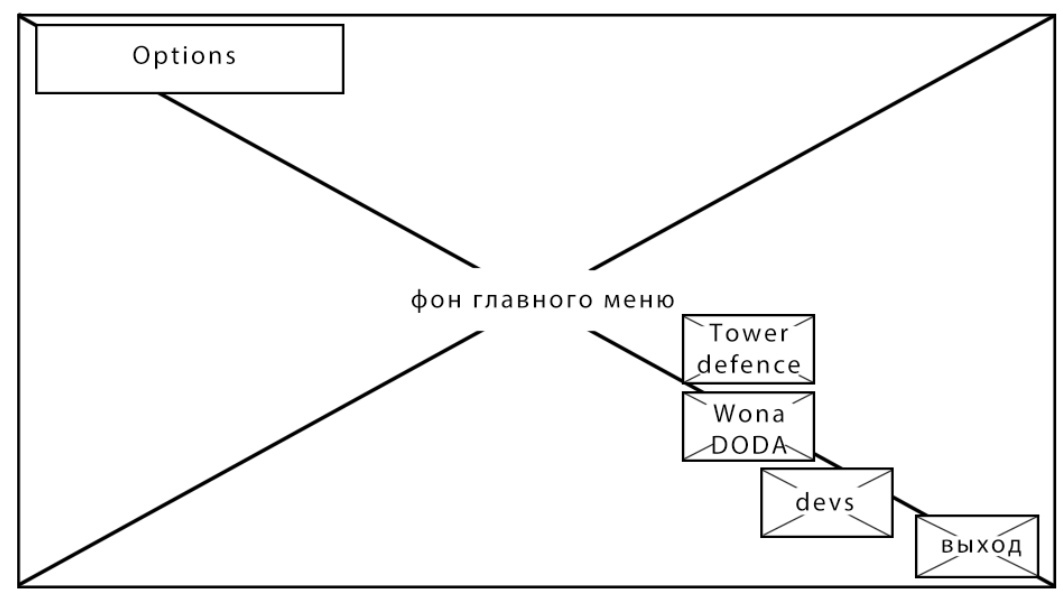 Options
фон главного меню
Tower
defence
Wona
DODA
devs
выход